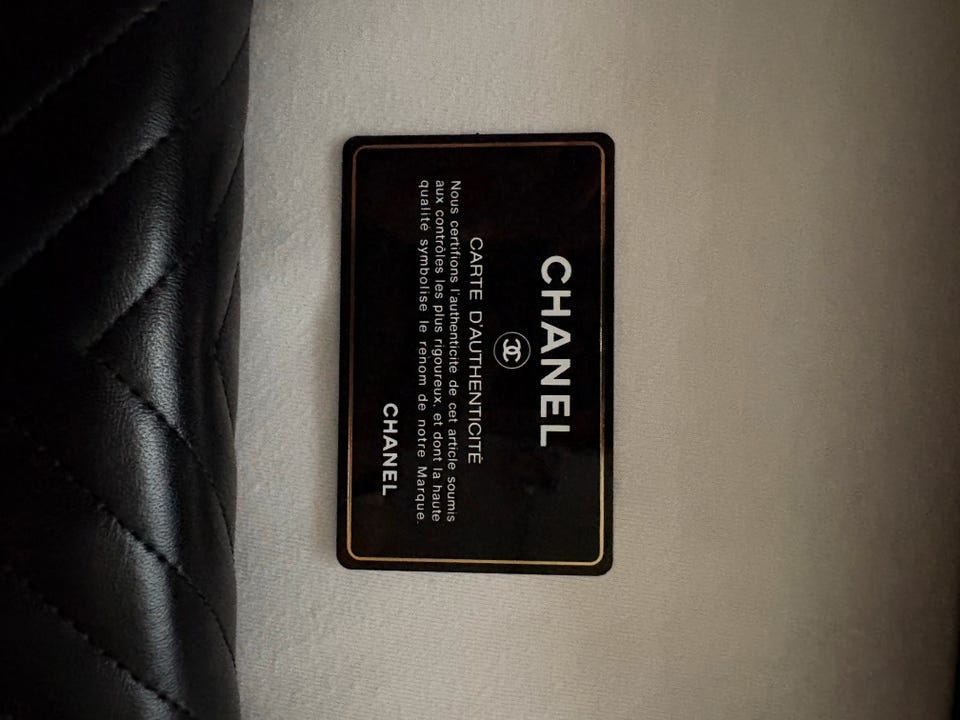 CHANEL
CARTE D'AUTHENTICITÉ
Nous certifions l'authenticité de cet article soumis
aux contrôles les plus rigoureux, et dont la haute
qualité symbolise le renom de notre Marque.
CHANEL